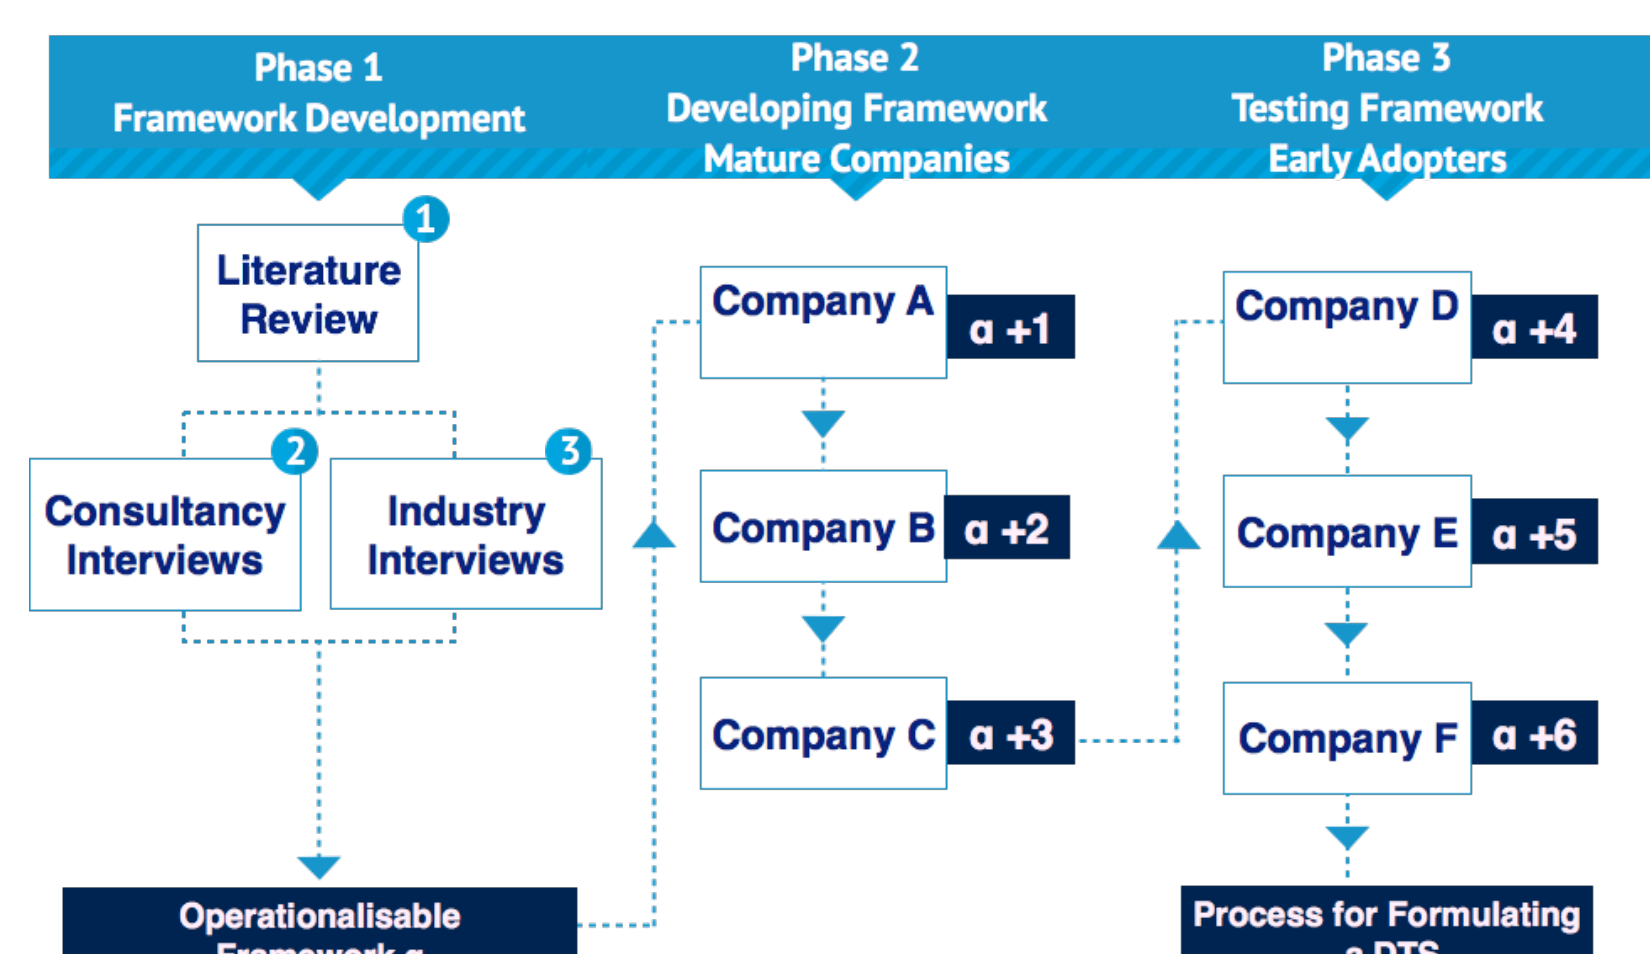 Phase 1
Framework Development
Phase 2
Developing Framework
Mature Companies
Phase 3
Testing Framework
Early Adopters
1
Literature
Review
2
Consultancy
Interviews
3
Industry
Interviews
Operationalisable
Framework α
Company A
α +1
Company B
α +2
Company C
α +3
Company D
α +4
Company E
α +5
Company F
α +6
Process for Formulating
a DTS